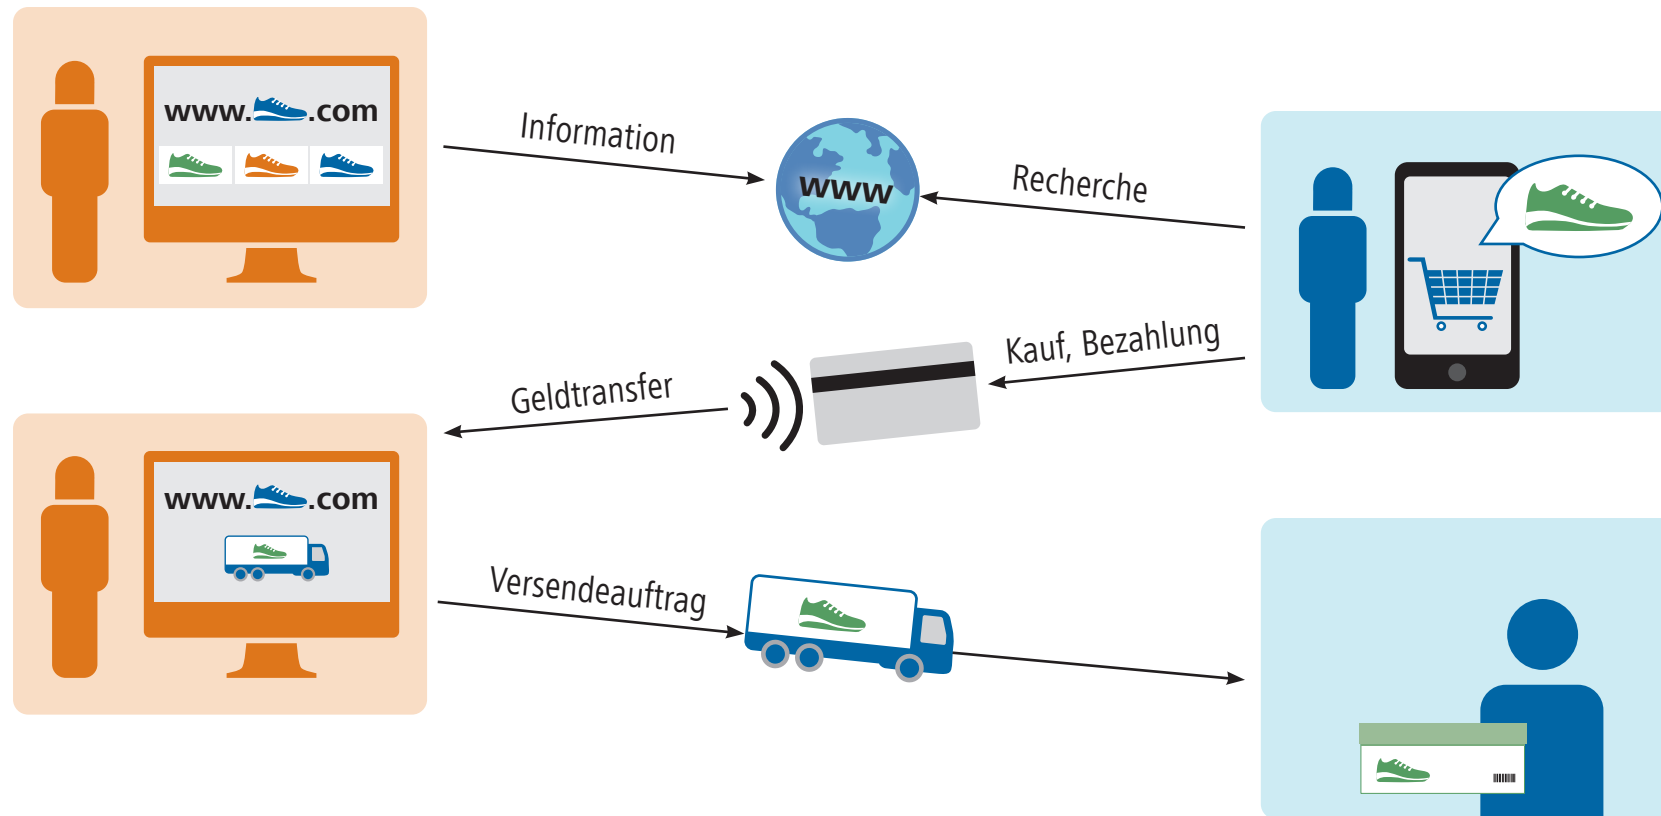 www. .com
Information
www
Recherche
Kauf, Bezahlung
Geldtransfer
www. .com
Versendeauftrag